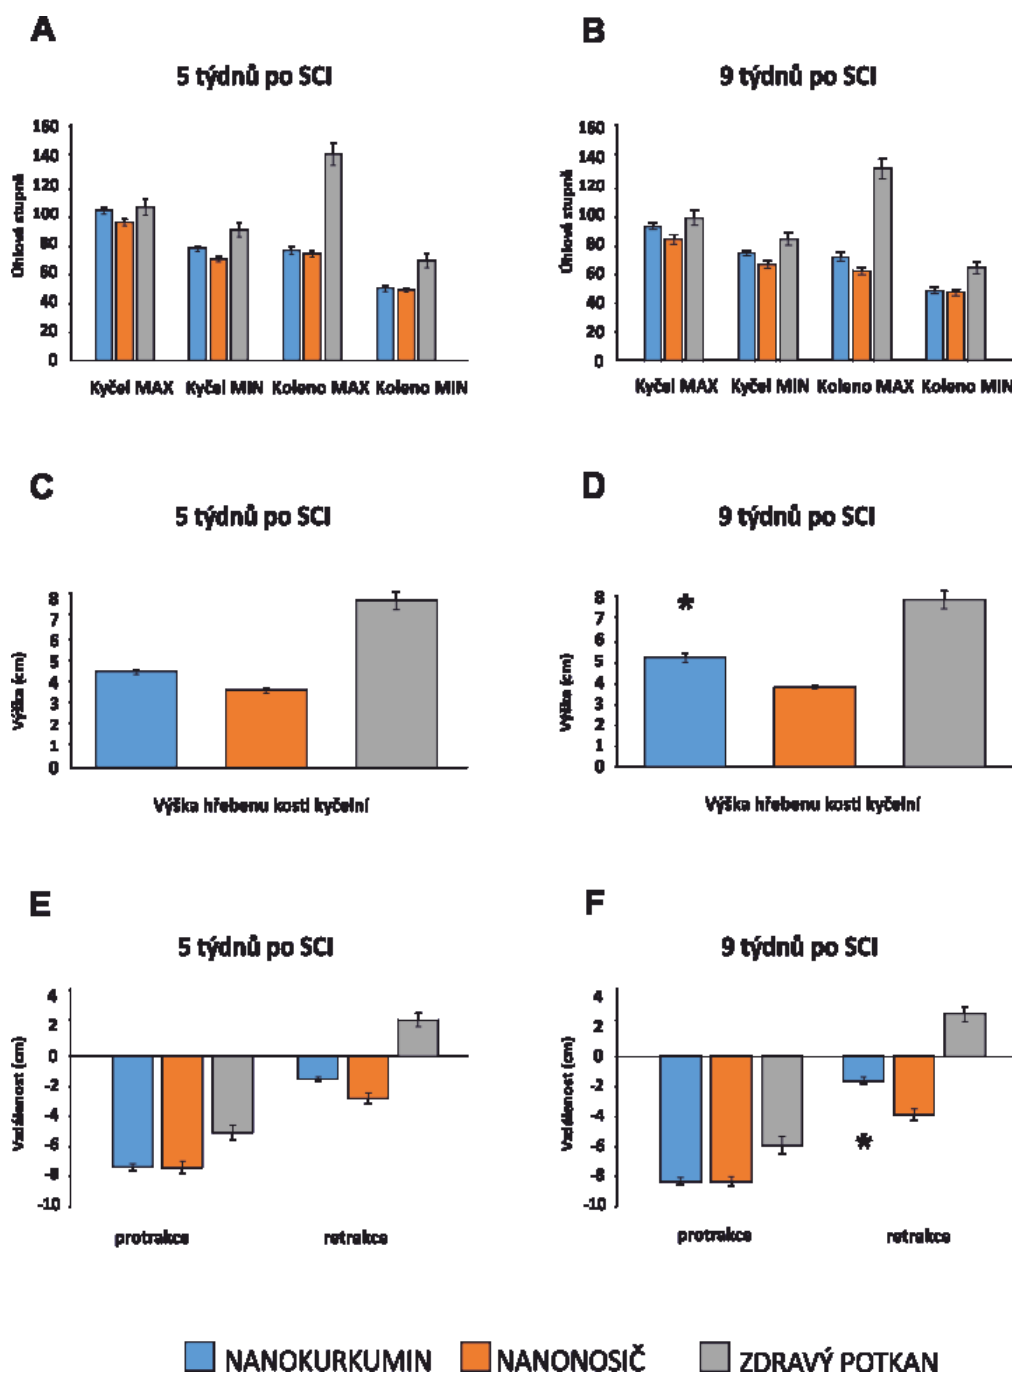 A
5 týdnů po SCI
Úhlové stupně
160
140
120
100
80
60
40
20
0
Kyčel MAX Kyčel MIN Koleno MAX Koleno MIN
B
9 týdnů po SCI
Úhlové stupně
160
140
120
100
80
60
40
20
0
Kyčel MAX Kyčel MIN Koleno MAX Koleno MIN
C
5 týdnů po SCI
Výška (cm)
8
7
6
5
4
3
2
1
0
Výška hřebenu kosti kyčelní
D
9 týdnů po SCI
Výška (cm)
8
7
6
5
4
3
2
1
0
*
Výška hřebenu kosti kyčelní
E
5 týdnů po SCI
Vzdálenost (cm)
4
2
0
-2
-4
-6
-8
-10
protrakce retrakce
F
9 týdnů po SCI
Vzdálenost (cm)
4
2
0
-2
-4
-6
-8
-10
*
protrakce retrakce
NANOKURKUMIN NANONOSIČ ZDRAVÝ POTKAN